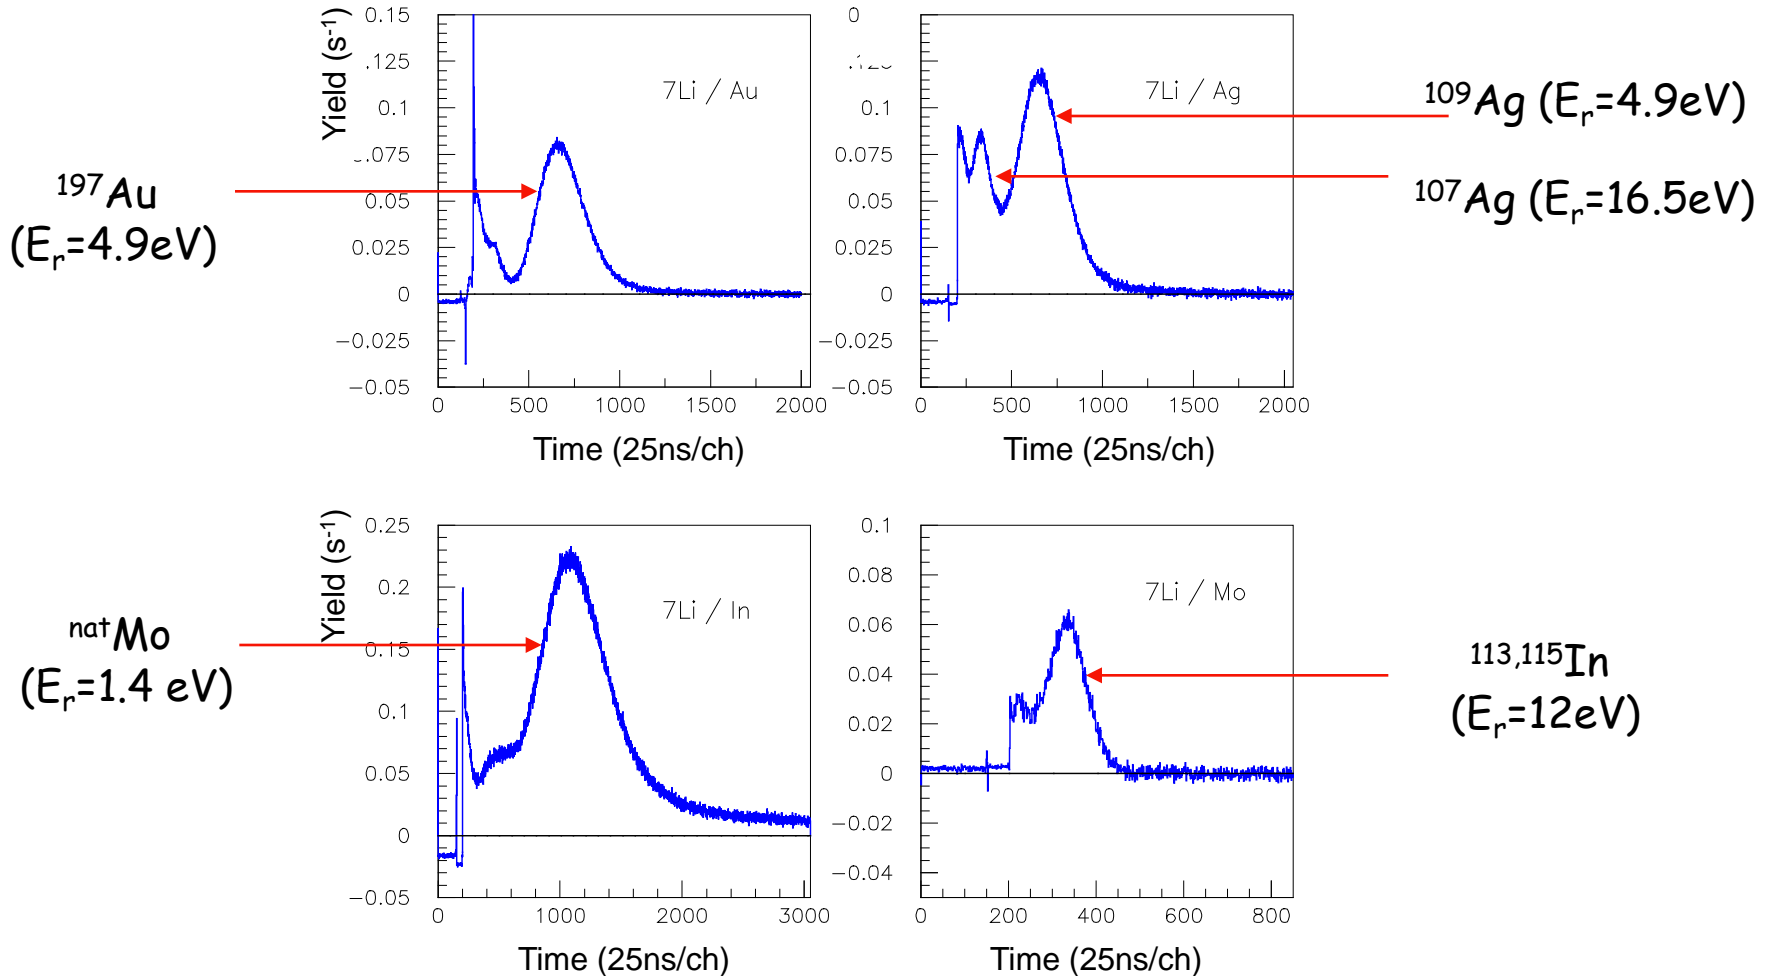 0.15
.125
0.1
0.075
0.05
0.025
0
−0.025
−0.05
Yield (s-1)
7Li / Au
0 500 1000 1500 2000
Time (25ns/ch)
197Au
(Er=4.9eV)
0
0.1
0.075
0.05
0.025
0
−0.025
−0.05
7Li / Ag
0 500 1000 1500 2000
Time (25ns/ch)
109Ag (Er=4.9eV)
107Ag (Er=16.5eV)
0.25
0.2
0.15
0.1
0.05
0
−0.05
Yield (s-1)
7Li / In
0 1000 2000 3000
Time (25ns/ch)
natMo
(Er=1.4 eV)
0.1
0.08
0.06
0.04
0.02
0
−0.02
−0.04
7Li / Mo
0 200 400 600 800
Time (25ns/ch)
113,115In
(Er=12eV)